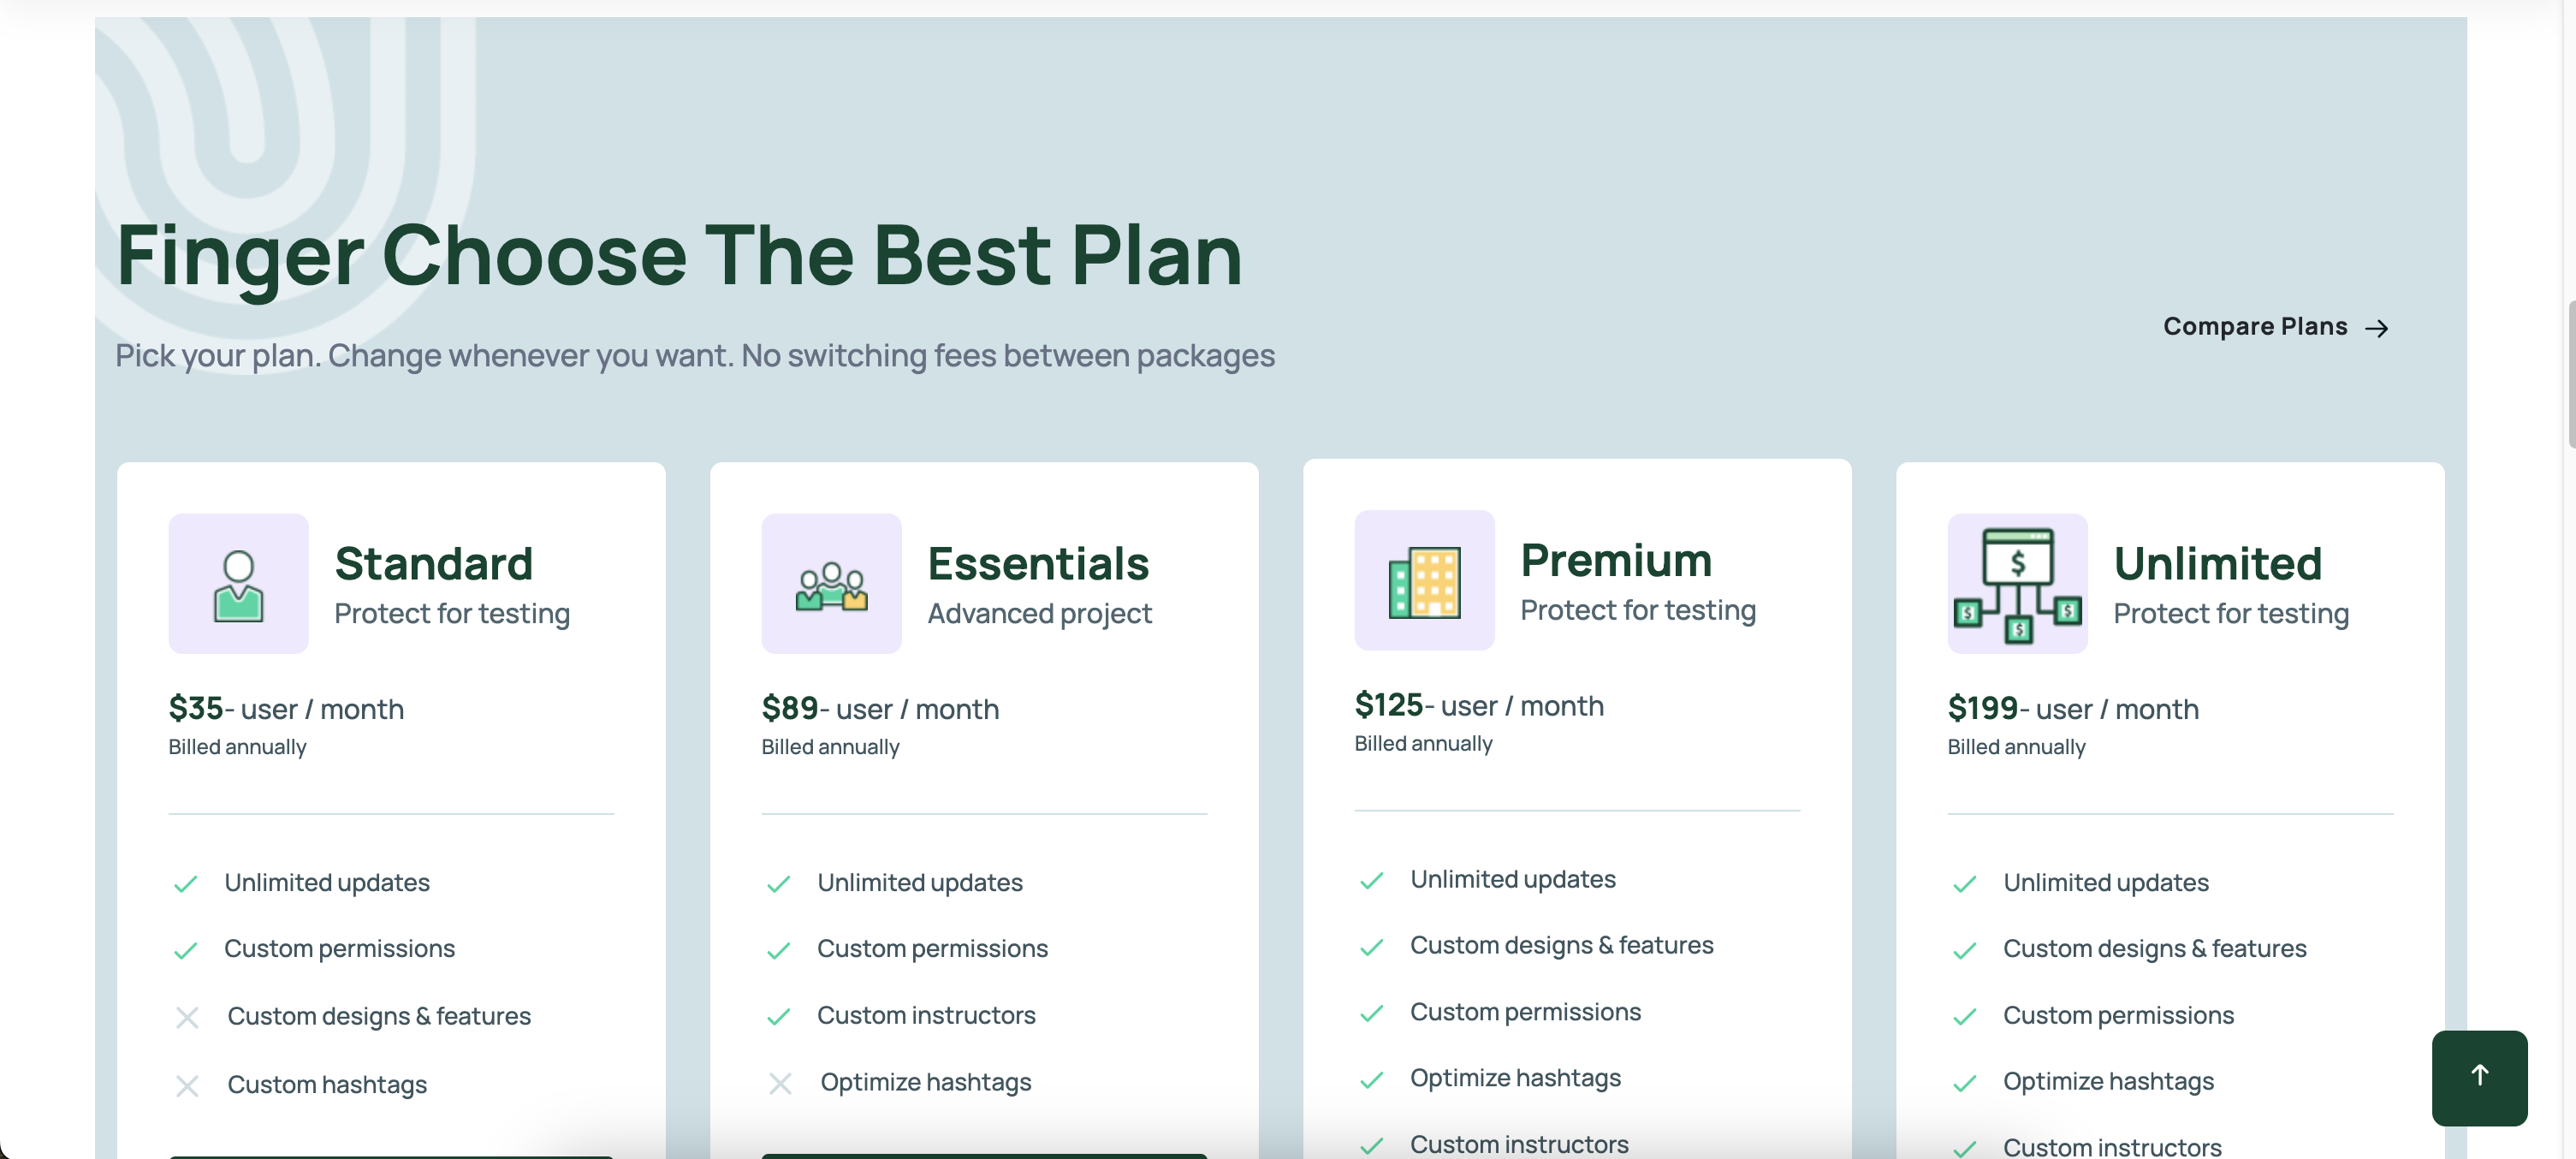 Finger Choose The Best Plan
Pick your plan. Change whenever you want. No switching fees between packages
Compare Plans
Standard
Protect for testing
$35- user / month
Billed annually
Unlimited updates
Custom permissions
Custom designs & features
Custom hashtags
Essentials
Advanced project
$89- user / month
Billed annually
Unlimited updates
Custom permissions
Custom instructors
Optimize hashtags
Premium
Protect for testing
$125- user / month
Billed annually
Unlimited updates
Custom designs & features
Custom permissions
Optimize hashtags
Custom instructors
$
$
$
$
Unlimited
Protect for testing
$199- user / month
Billed annually
Unlimited updates
Custom designs & features
Custom permissions
Optimize hashtags
Custom instructors